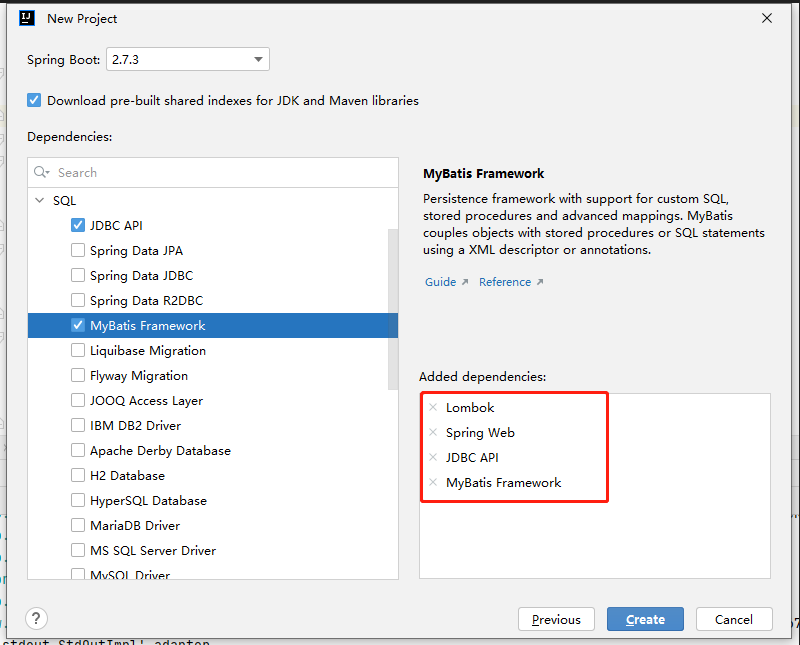 New Project
Spring Boot: 2.7.3
Download pre-built shared indexes for JDK and Maven libraries
Dependencies:
Search
SQL
JDBC API
Spring Data JPA
Spring Data JDBC
Spring Data R2DBC
MyBatis Framework
Liquibase Migration
Flyway Migration
JOOQ Access Layer
IBM DB2 Driver
Apache Derby Database
H2 Database
HyperSQL Database
MariaDB Driver
MS SQL Server Driver
MySQL Driver
MyBatis Framework
Persistence framework with support for custom SQL,
stored procedures and advanced mappings. MyBatis
couples objects with stored procedures or SQL statements
using a XML descriptor or annotations.
Guide ↗ Reference ↗
Added dependencies:
Lombok
Spring Web
JDBC API
MyBatis Framework
?
Previous Create Cancel
stdout.StdOutImpl' adapter